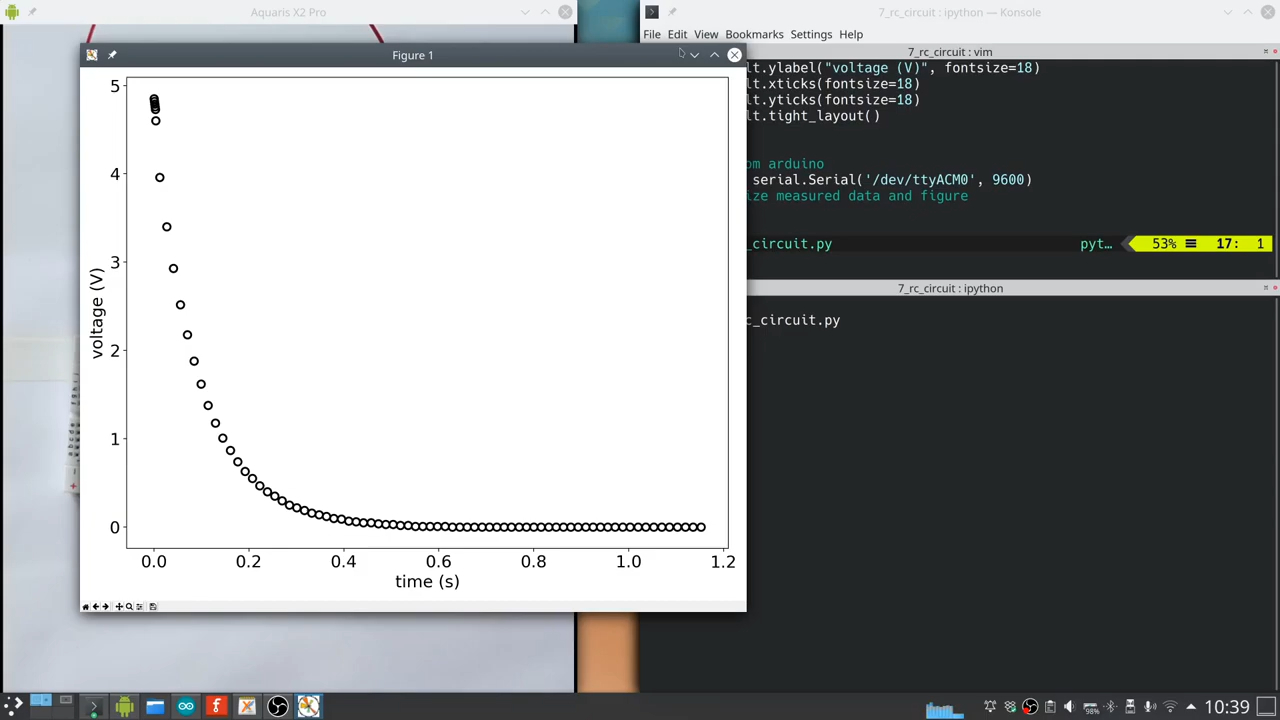 Aquaris X2 Pro
7_rc_circuit : ipython — Konsole
File Edit View Bookmarks Settings Help
7_rc_circuit : vim
lt.ylabel("voltage (V)", fontsize=18)
lt.xticks(fontsize=18)
lt.yticks(fontsize=18)
lt.tight_layout()
om arduino
serial.Serial('/dev/ttyACM0', 9600)
ize measured data and figure
_circuit.py pyt… 53% ≡ 17: 1
7_rc_circuit : ipython
c_circuit.py
Figure 1
5
4
3
2
1
0
voltage (V)
0.0 0.2 0.4 0.6 0.8 1.0 1.2
time (s)
98%
10:39